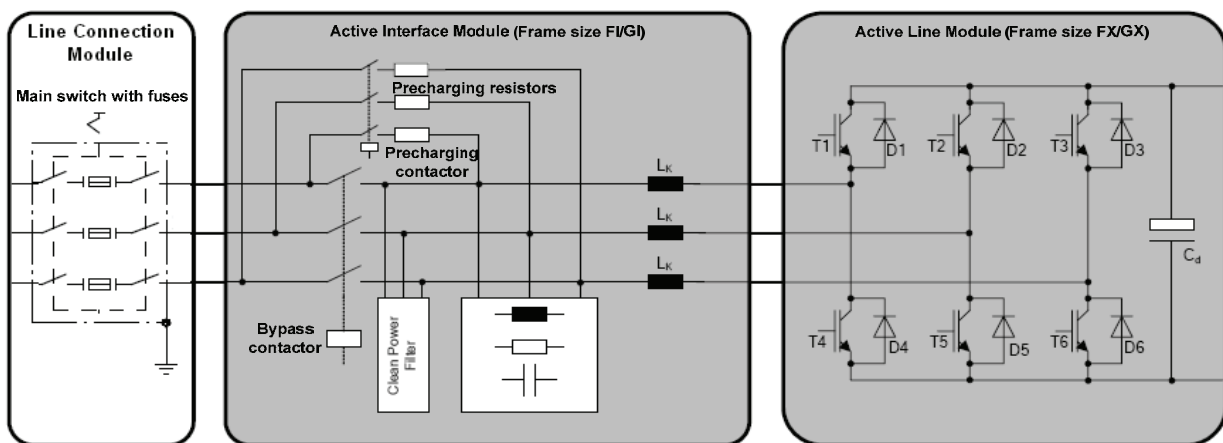 Line Connection
Module
Main switch with fuses
Active Interface Module (Frame size FI/GI)
Precharging resistors
Precharging
contactor
Bypass
contactor
Clean Power
Filter
LK
LK
LK
Active Line Module (Frame size FX/GX)
T1
D1
T2
D2
T3
D3
Cd
T4
D4
T5
D5
T6
D6